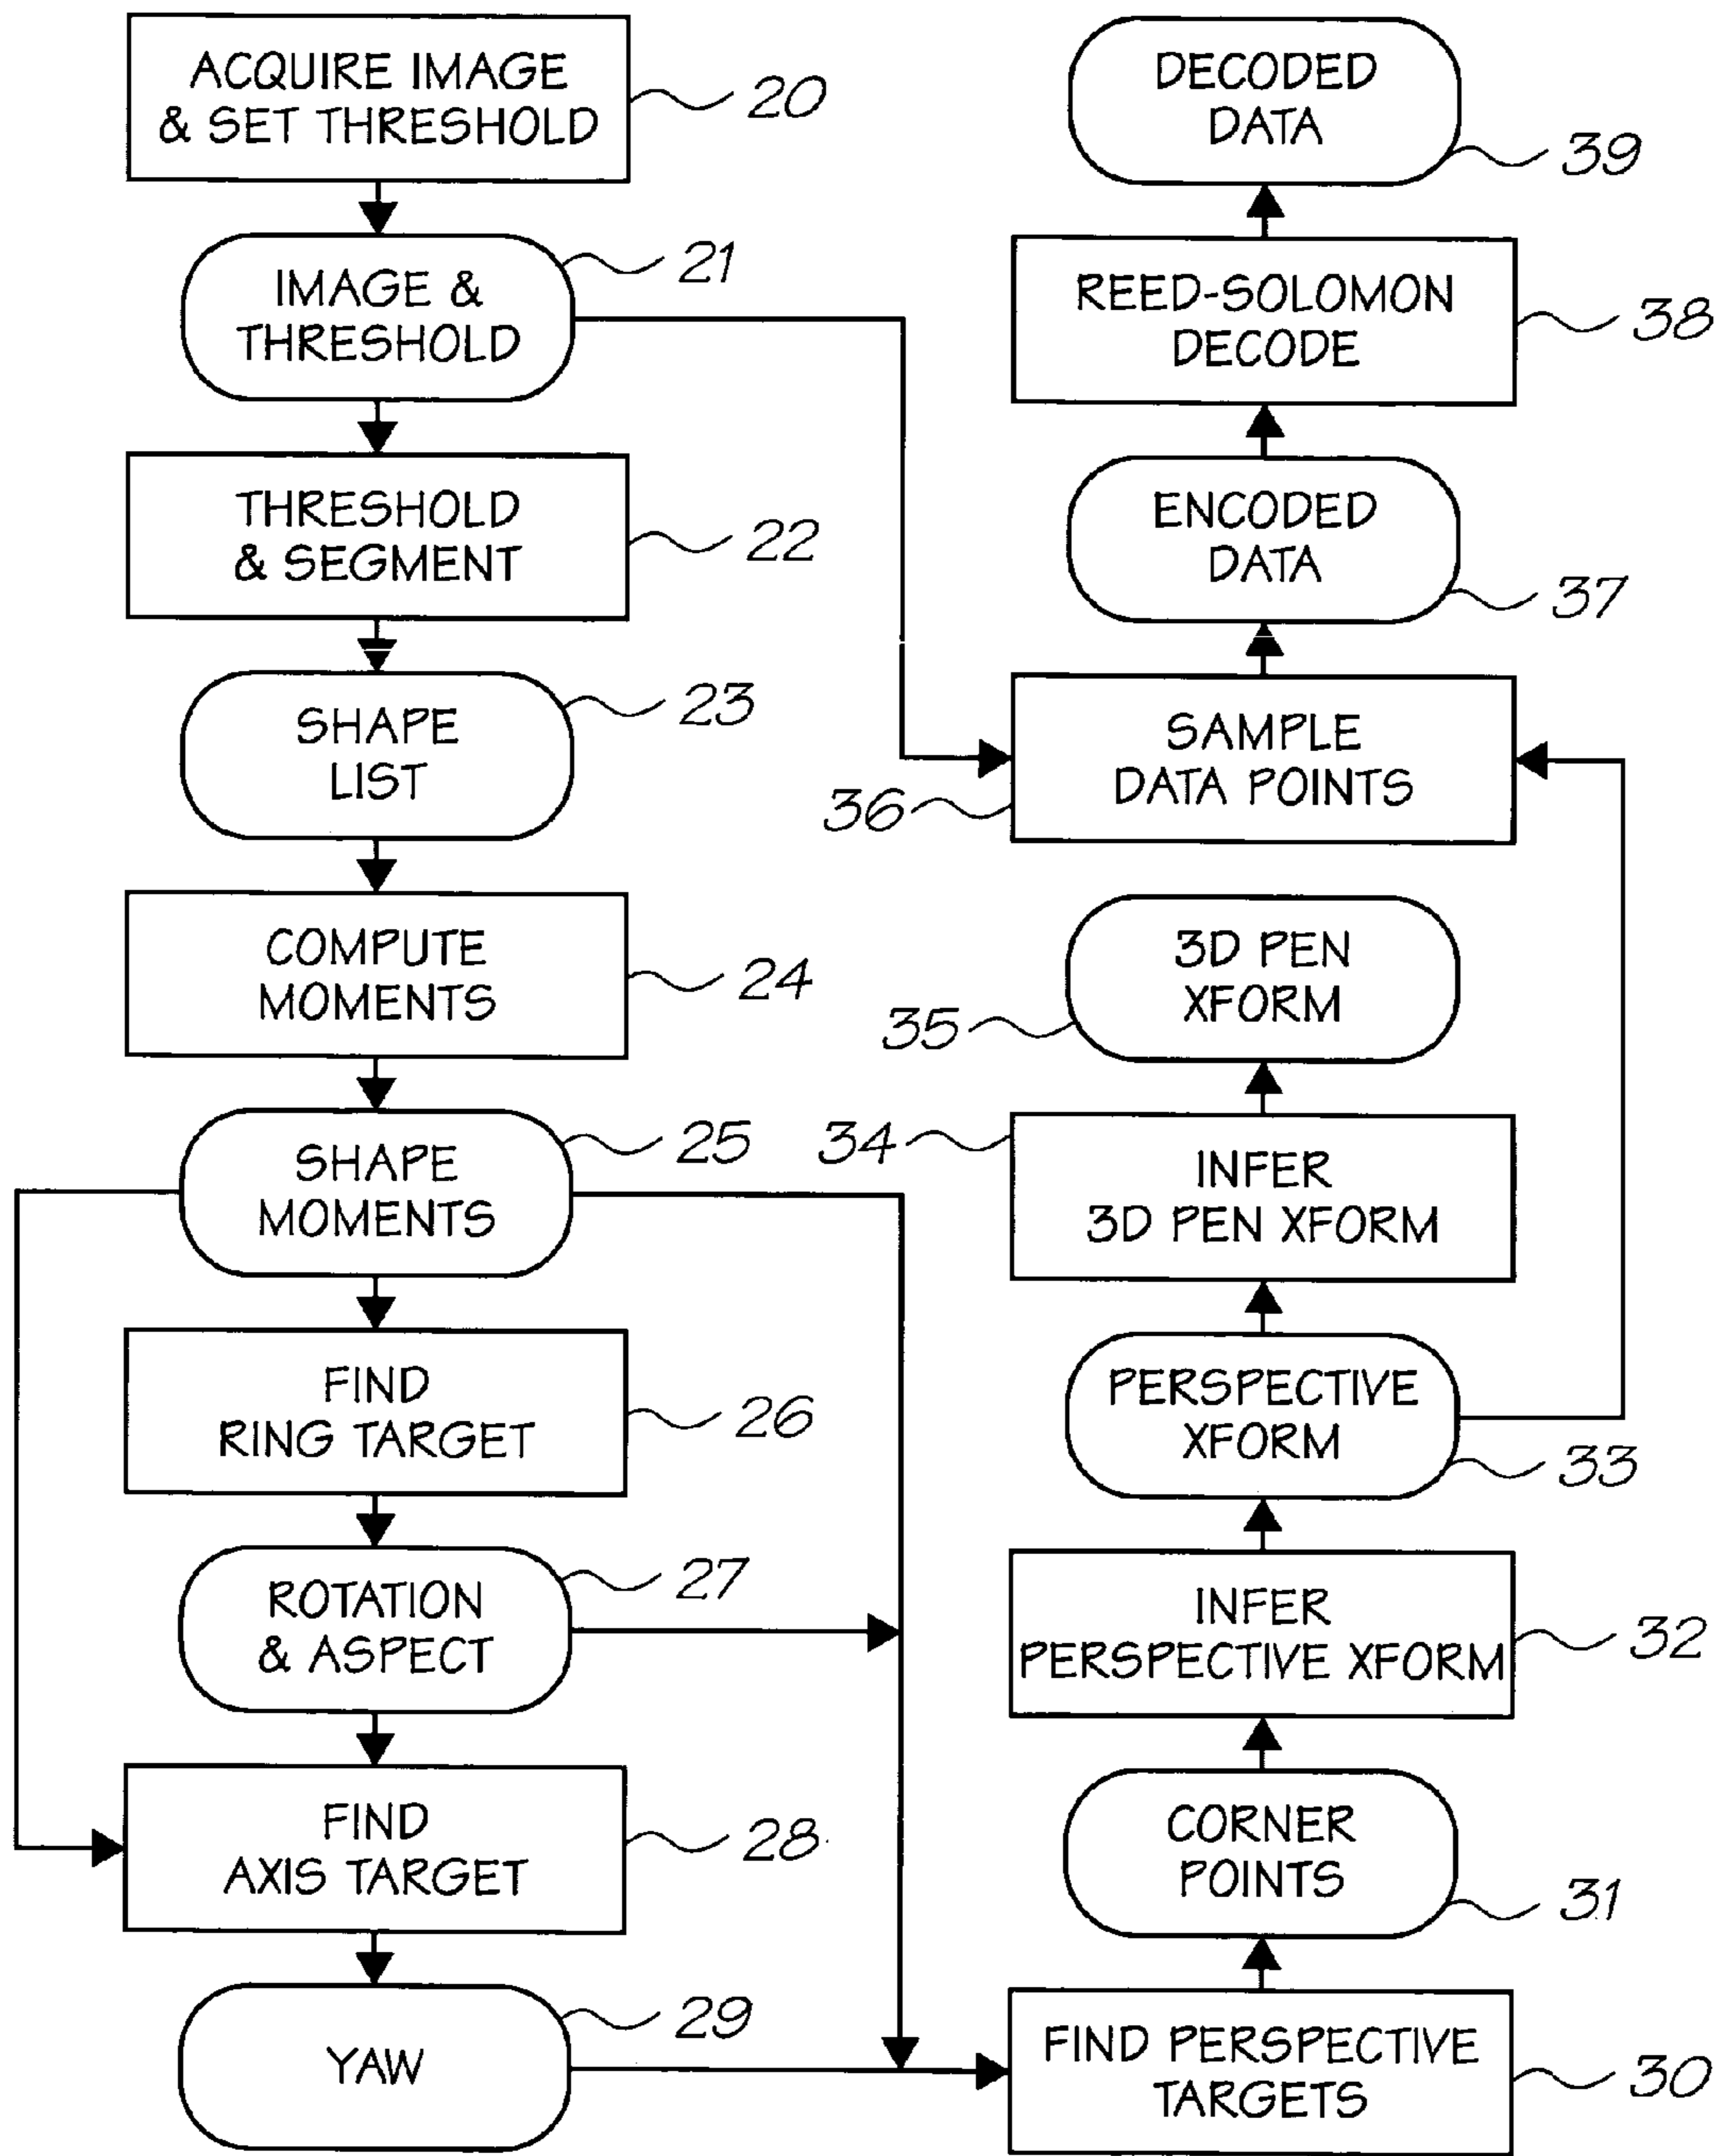 ACQUIRE IMAGE
& SET THRESHOLD
20
IMAGE &
THRESHOLD
21
THRESHOLD
& SEGMENT
22
SHAPE
LIST
23
COMPUTE
MOMENTS
24
SHAPE
MOMENTS
25
FIND
RING TARGET
26
ROTATION
& ASPECT
27
FIND
AXIS TARGET
28
YAW
29
DECODED
DATA
39
REED-SOLOMON
DECODE
38
ENCODED
DATA
37
SAMPLE
DATA POINTS
36
3D PEN
XFORM
35
INFER
3D PEN XFORM
34
PERSPECTIVE
XFORM
33
INFER
PERSPECTIVE XFORM
32
CORNER
POINTS
31
FIND PERSPECTIVE
TARGETS
30